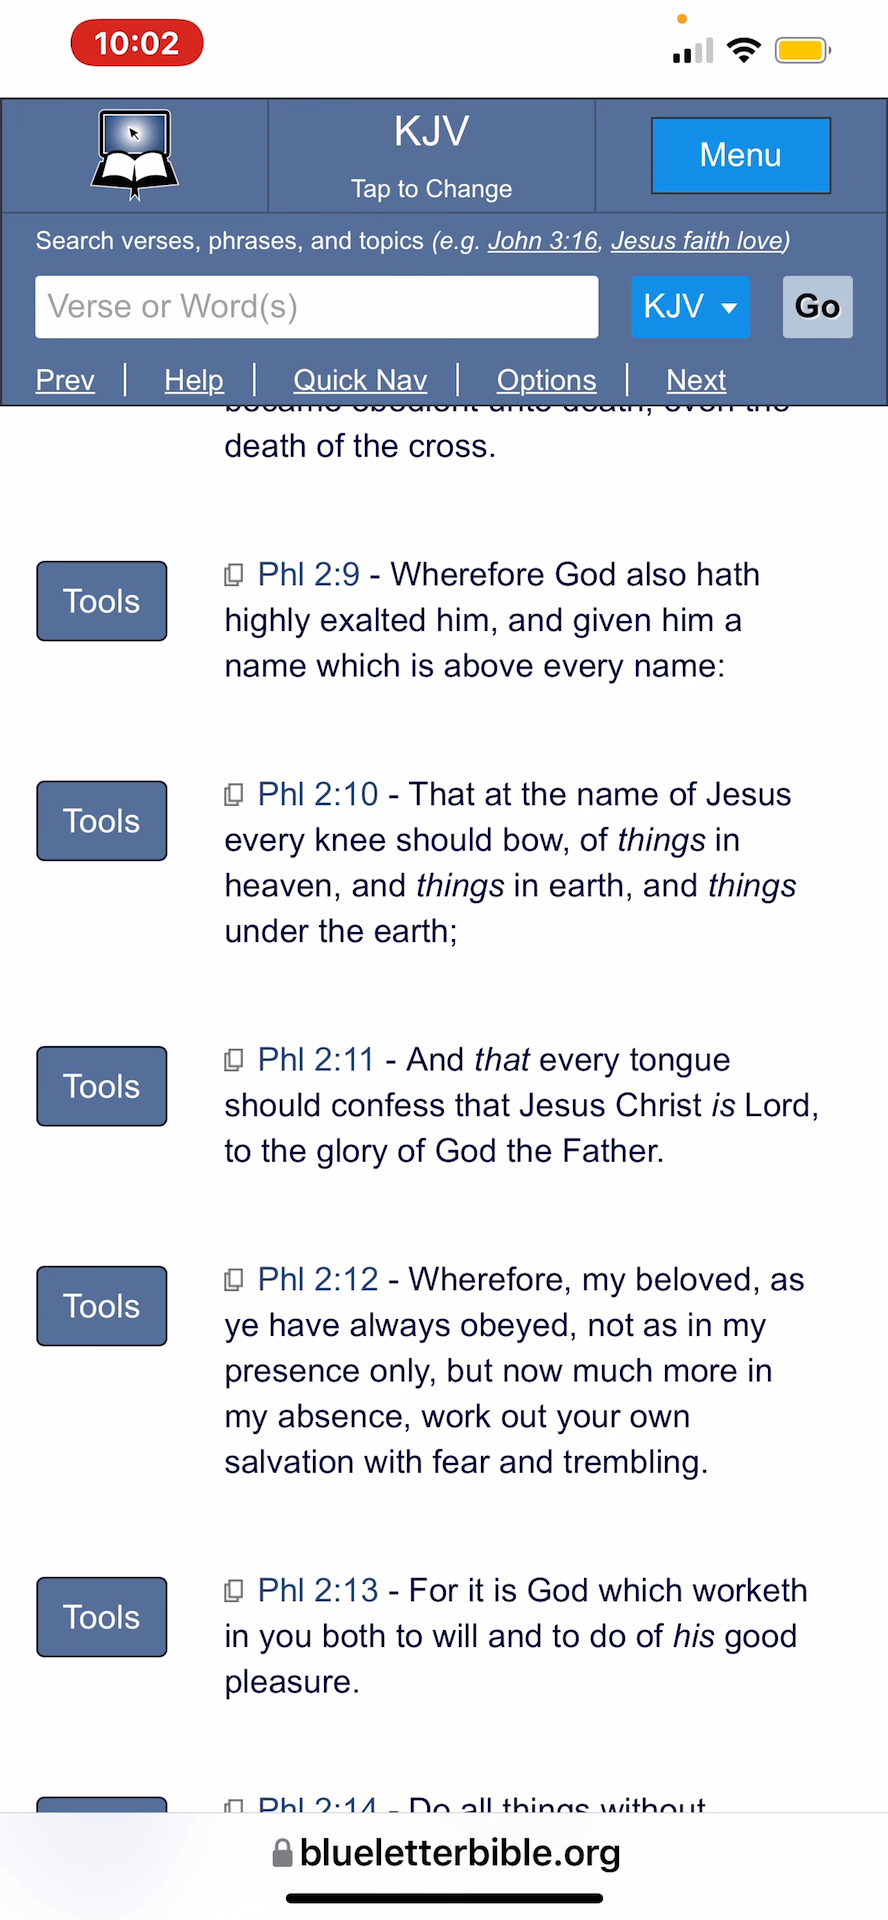 10:02
KJV
Tap to Change
Menu
Search verses, phrases, and topics (e.g. John 3:16, Jesus faith love)
Verse or Word(s)
KJV
Go
Prev | Help | Quick Nav | Options | Next
became obedient unto death, even the
death of the cross.
Tools
Phl 2:9 - Wherefore God also hath
highly exalted him, and given him a
name which is above every name:
Tools
Phl 2:10 - That at the name of Jesus
every knee should bow, of things in
heaven, and things in earth, and things
under the earth;
Tools
Phl 2:11 - And that every tongue
should confess that Jesus Christ is Lord,
to the glory of God the Father.
Tools
Phl 2:12 - Wherefore, my beloved, as
ye have always obeyed, not as in my
presence only, but now much more in
my absence, work out your own
salvation with fear and trembling.
Tools
Phl 2:13 - For it is God which worketh
in you both to will and to do of his good
pleasure.
Phl 2:14 - Do all things without
blueletterbible.org